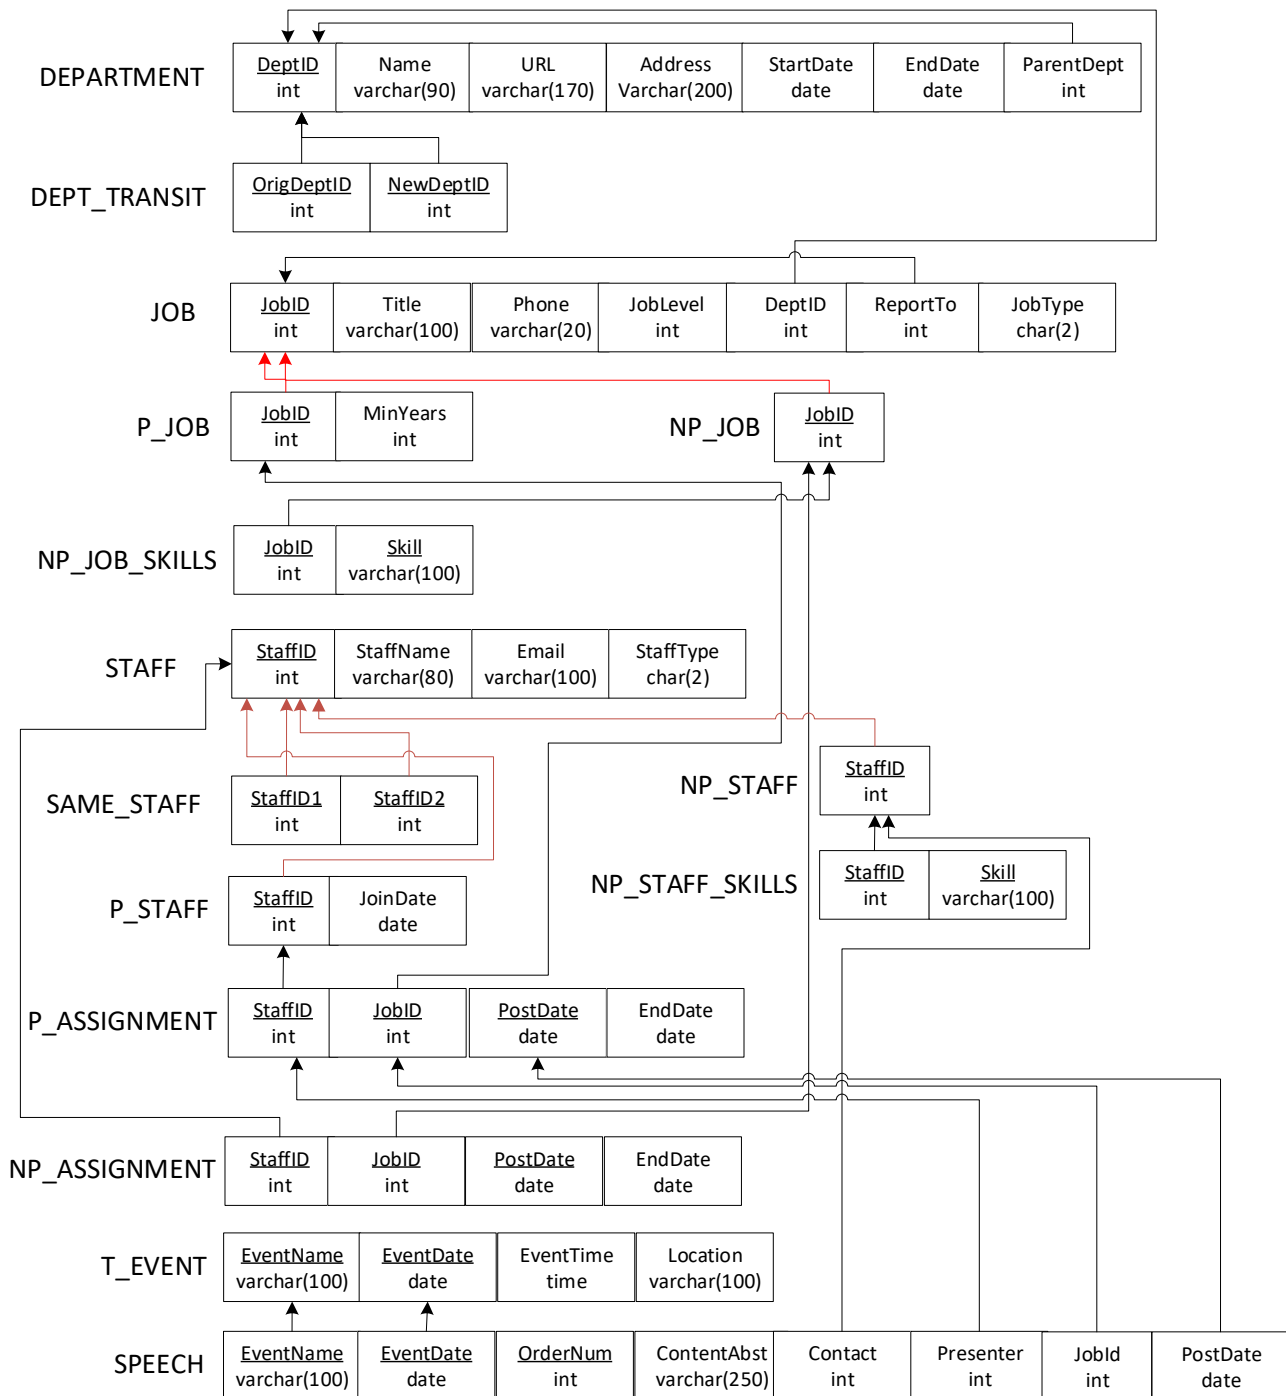 DEPARTMENT
DeptID Name URL Address StartDate EndDate ParentDept
int varchar(90) varchar(170) Varchar(200) date date int
DEPT_TRANSIT
OrigDeptID NewDeptID
int int
JOB
JobID Title Phone JobLevel DeptID ReportTo JobType
int varchar(100) varchar(20) int int int char(2)
P_JOB
JobID MinYears
int int
NP_JOB
JobID
int
NP_JOB_SKILLS
JobID Skill
int varchar(100)
STAFF
StaffID StaffName Email StaffType
int varchar(80) varchar(100) char(2)
SAME_STAFF
StaffID1 StaffID2
int int
NP_STAFF
StaffID
int
P_STAFF
StaffID JoinDate
int date
NP_STAFF_SKILLS
StaffID Skill
int varchar(100)
P_ASSIGNMENT
StaffID JobID PostDate EndDate
int int date date
NP_ASSIGNMENT
StaffID JobID PostDate EndDate
int int date date
T_EVENT
EventName EventDate EventTime Location
varchar(100) date time varchar(100)
SPEECH
EventName EventDate OrderNum ContentAbst Contact Presenter JobId PostDate
varchar(100) date int varchar(250) int int int date